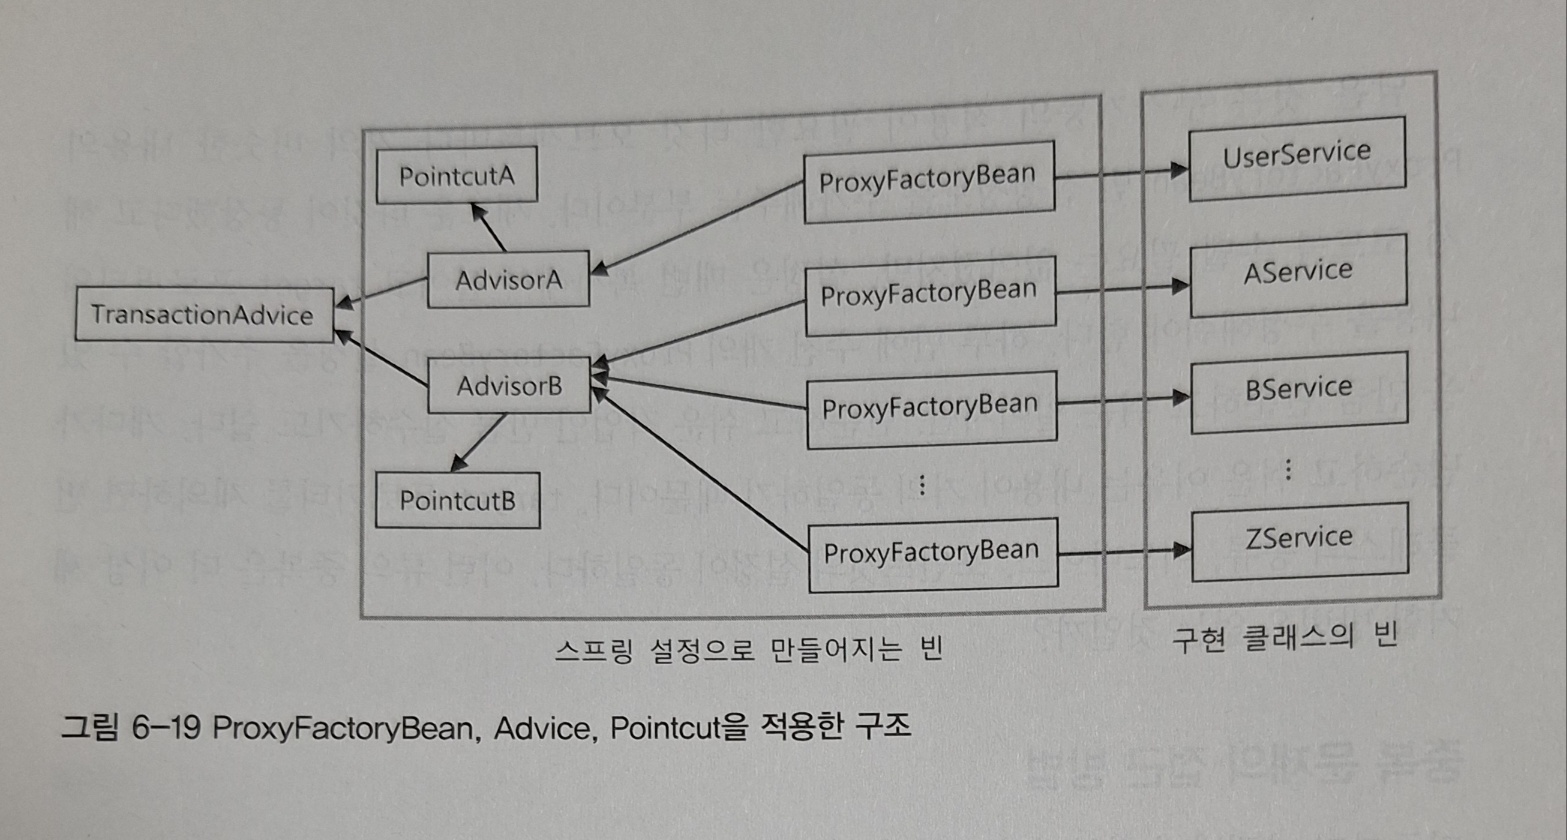 PointcutA
AdvisorA
TransactionAdvice
AdvisorB
PointcutB
ProxyFactoryBean
ProxyFactoryBean
ProxyFactoryBean
⋮
ProxyFactoryBean
UserService
AService
BService
⋮
ZService
스프링 설정으로 만들어지는 빈
구현 클래스의 빈
그림 6-19 ProxyFactoryBean, Advice, Pointcut을 적용한 구조